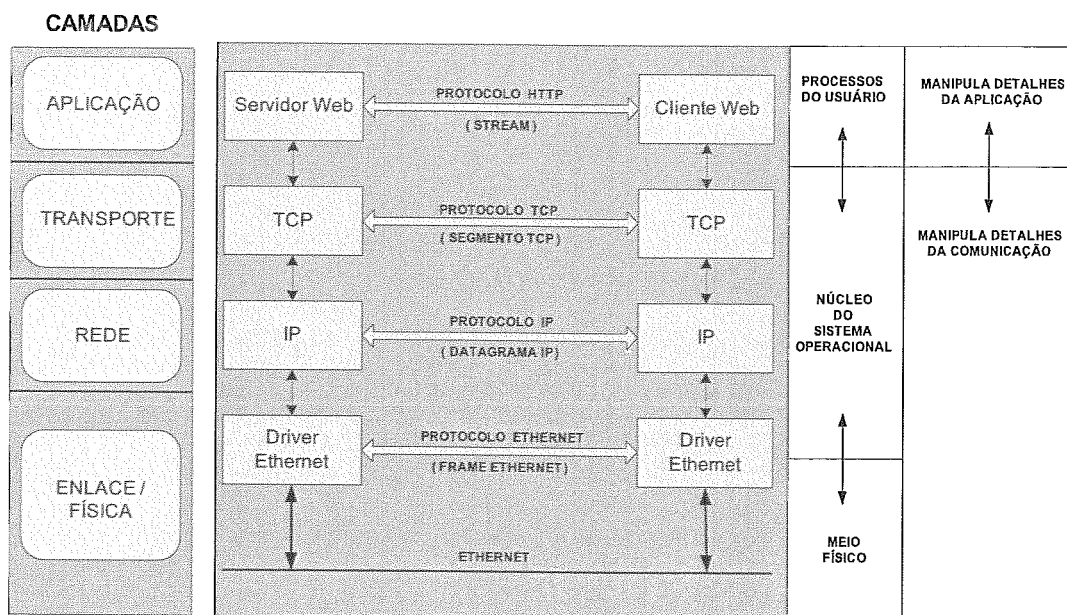 CAMADAS
APLICAÇÃO
TRANSPORTE
REDE
ENLACE /
FÍSICA
Servidor Web
PROTOCOLO HTTP
( STREAM)
Cliente Web
TCP
PROTOCOLO TCP
( SEGMENTO TCP)
TCP
IP
PROTOCOLO IP
( DATAGRAMA IP )
IP
Driver
Ethernet
PROTOCOLO ETHERNET
( FRAME ETHERNET)
Driver
Ethernet
ETHERNET
PROCESSOS
DO USUÁRIO
NÚCLEO
DO
SISTEMA
OPERACIONAL
MEIO
FÍSICO
MANIPULA DETALHES
DA APLICAÇÃO
MANIPULA DETALHES
DA COMUNICAÇÃO